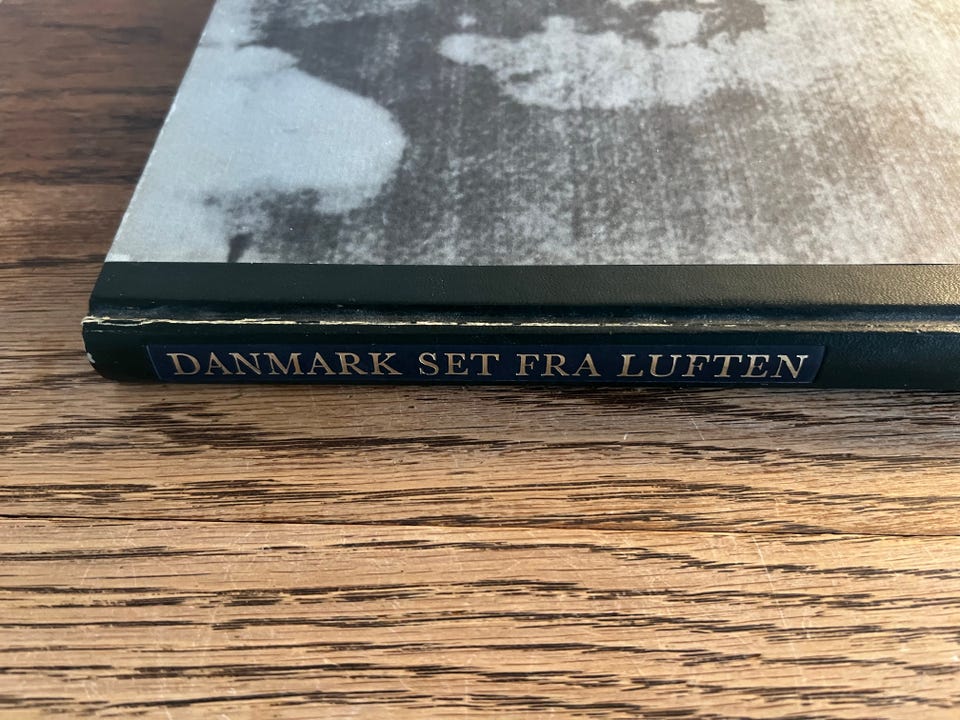 DANMARK SET FRA LUFTEN